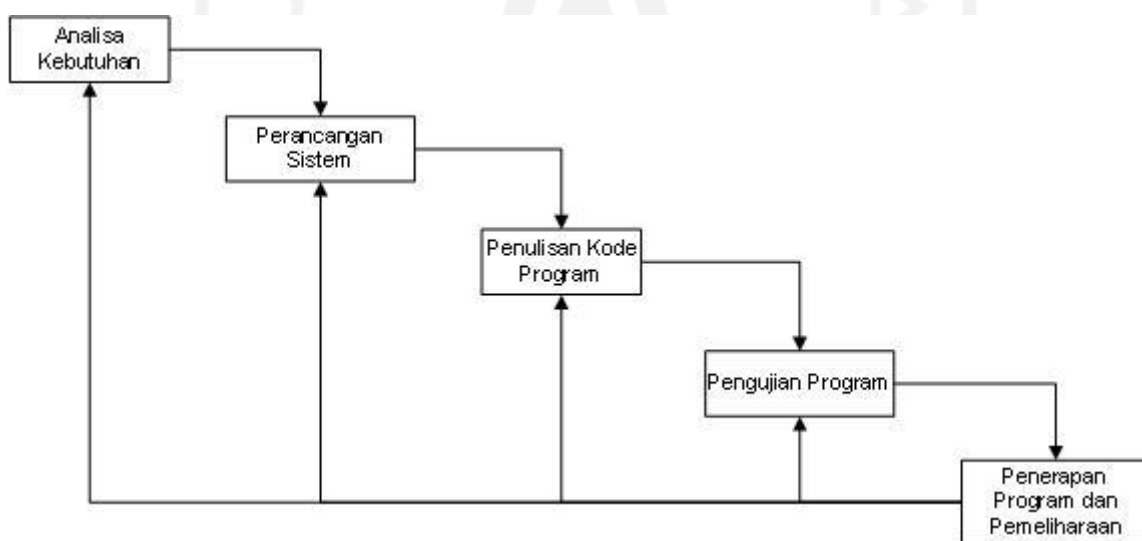 Analisa
Kebutuhan
Perancangan
Sistem
Penulisan Kode
Program
Pengujian Program
Penerapan
Program dan
Pemeliharaan